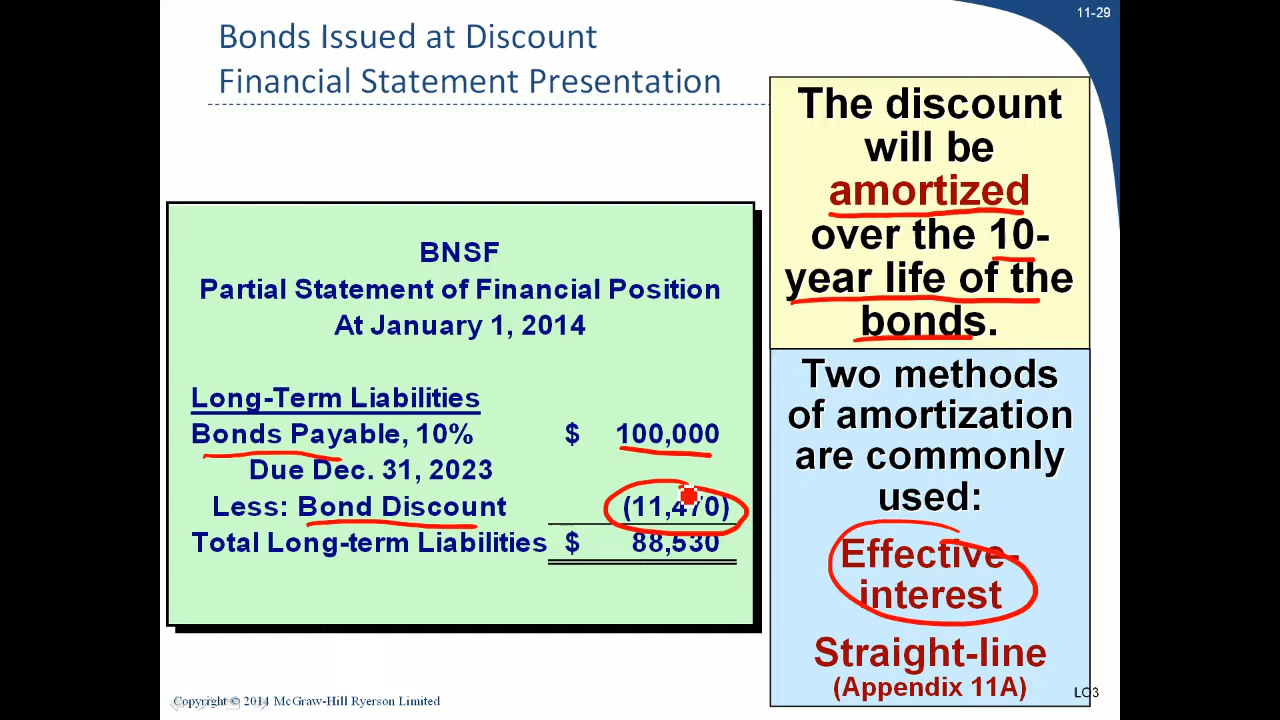 11-29
Bonds Issued at Discount
Financial Statement Presentation
BNSF
Partial Statement of Financial Position
At January 1, 2014
Long-Term Liabilities
Bonds Payable, 10% $ 100,000
Due Dec. 31, 2023
Less: Bond Discount (11,470)
Total Long-term Liabilities $ 88,530
The discount
will be
amortized
over the 10-
year life of the
bonds.
Two methods
of amortization
are commonly
used:
Effective-
interest
Straight-line
(Appendix 11A)
LO3
Copyright © 2014 McGraw-Hill Ryerson Limited